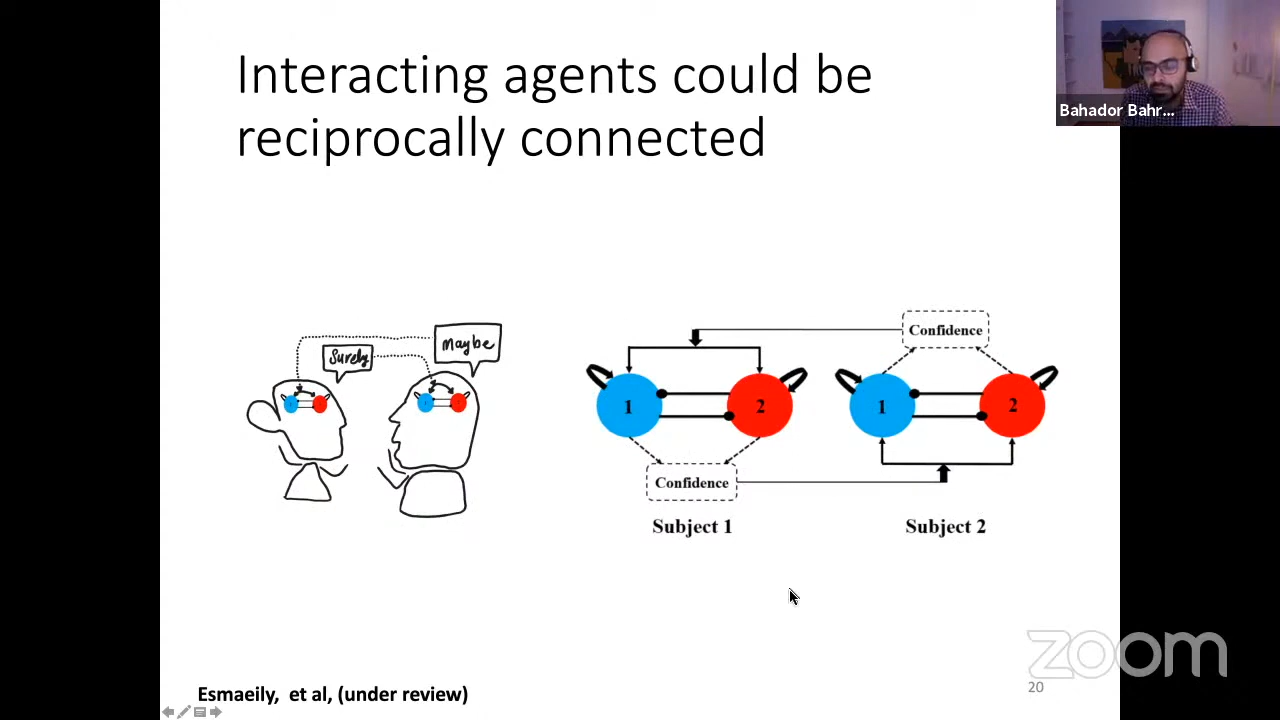 Interacting agents could be
reciprocally connected
Bahador Bahr...
Surely
maybe
Confidence
1
2
1
2
Confidence
Subject 1
Subject 2
Esmaeily, et al, (under review)
zoom
20